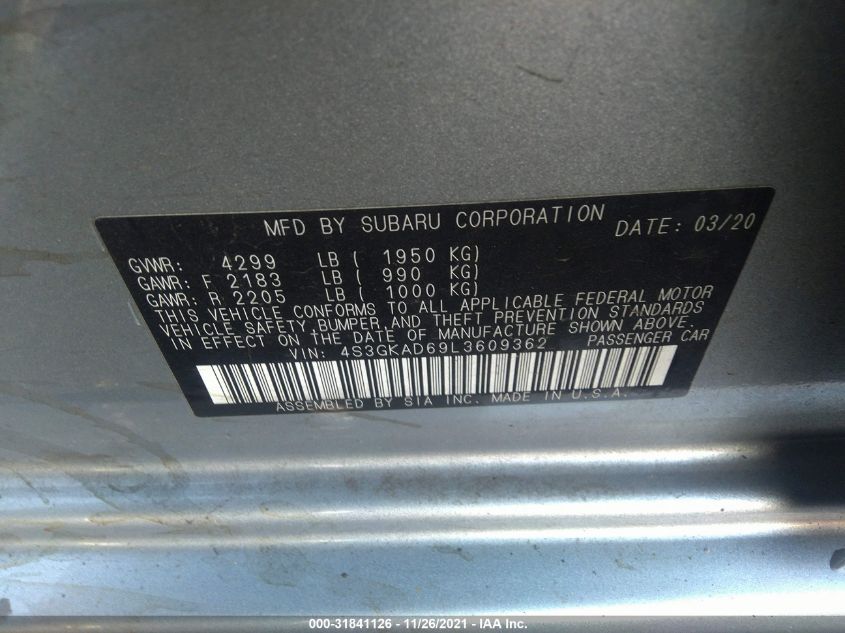 MFD BY SUBARU CORPORATION DATE: 03/20
GVWR: 4299 LB ( 1950 KG)
GAWR: F 2183 LB ( 990 KG)
GAWR: R 2205 LB ( 1000 KG)
THIS VEHICLE CONFORMS TO ALL APPLICABLE FEDERAL MOTOR
VEHICLE SAFETY, BUMPER, AND THEFT PREVENTION STANDARDS
IN EFFECT ON THE DATE OF MANUFACTURE SHOWN ABOVE.
VIN: 4S3GKAD69L3609362 PASSENGER CAR
ASSEMBLED BY SIA INC. MADE IN U.S.A.
000-31841126 - 11/26/2021 - IAA Inc.